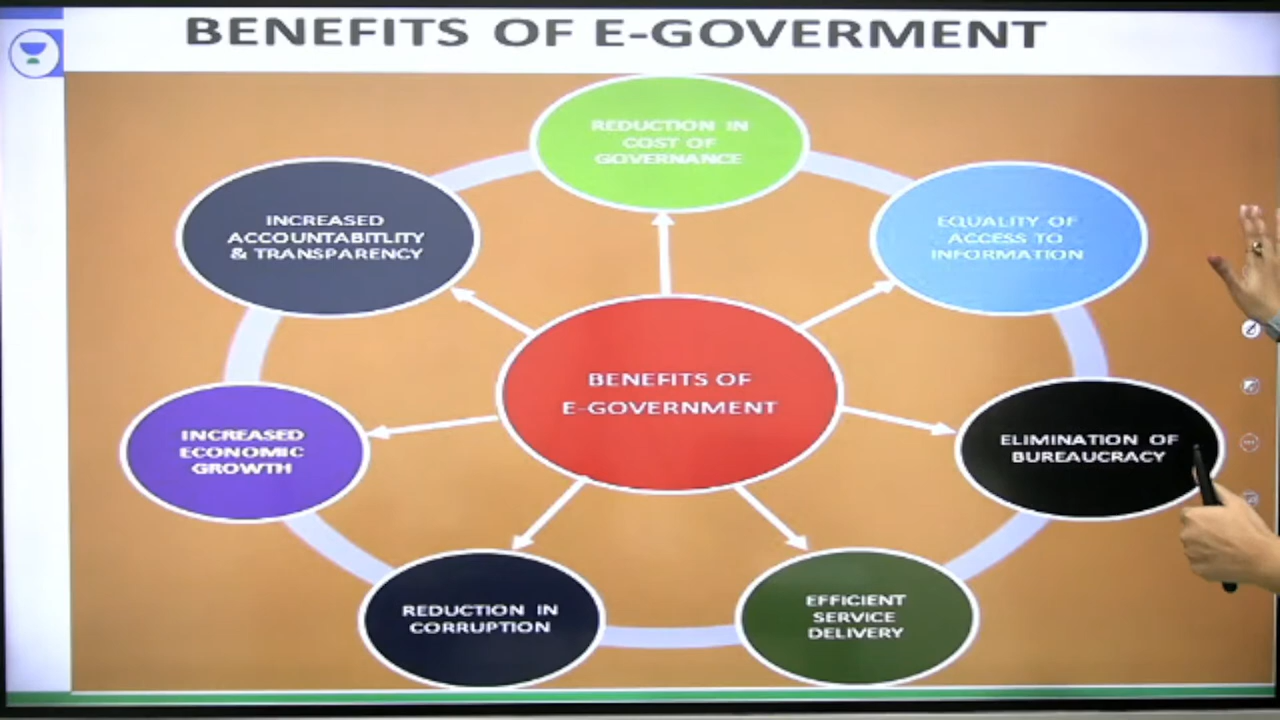 BENEFITS OF E-GOVERMENT
REDUCTION IN
COST OF
GOVERNANCE
EQUALITY OF
ACCESS TO
INFORMATION
ELIMINATION OF
BUREAUCRACY
EFFICIENT
SERVICE
DELIVERY
REDUCTION IN
CORRUPTION
INCREASED
ECONOMIC
GROWTH
INCREASED
ACCOUNTABITLITY
& TRANSPARENCY
BENEFITS OF
E-GOVERNMENT